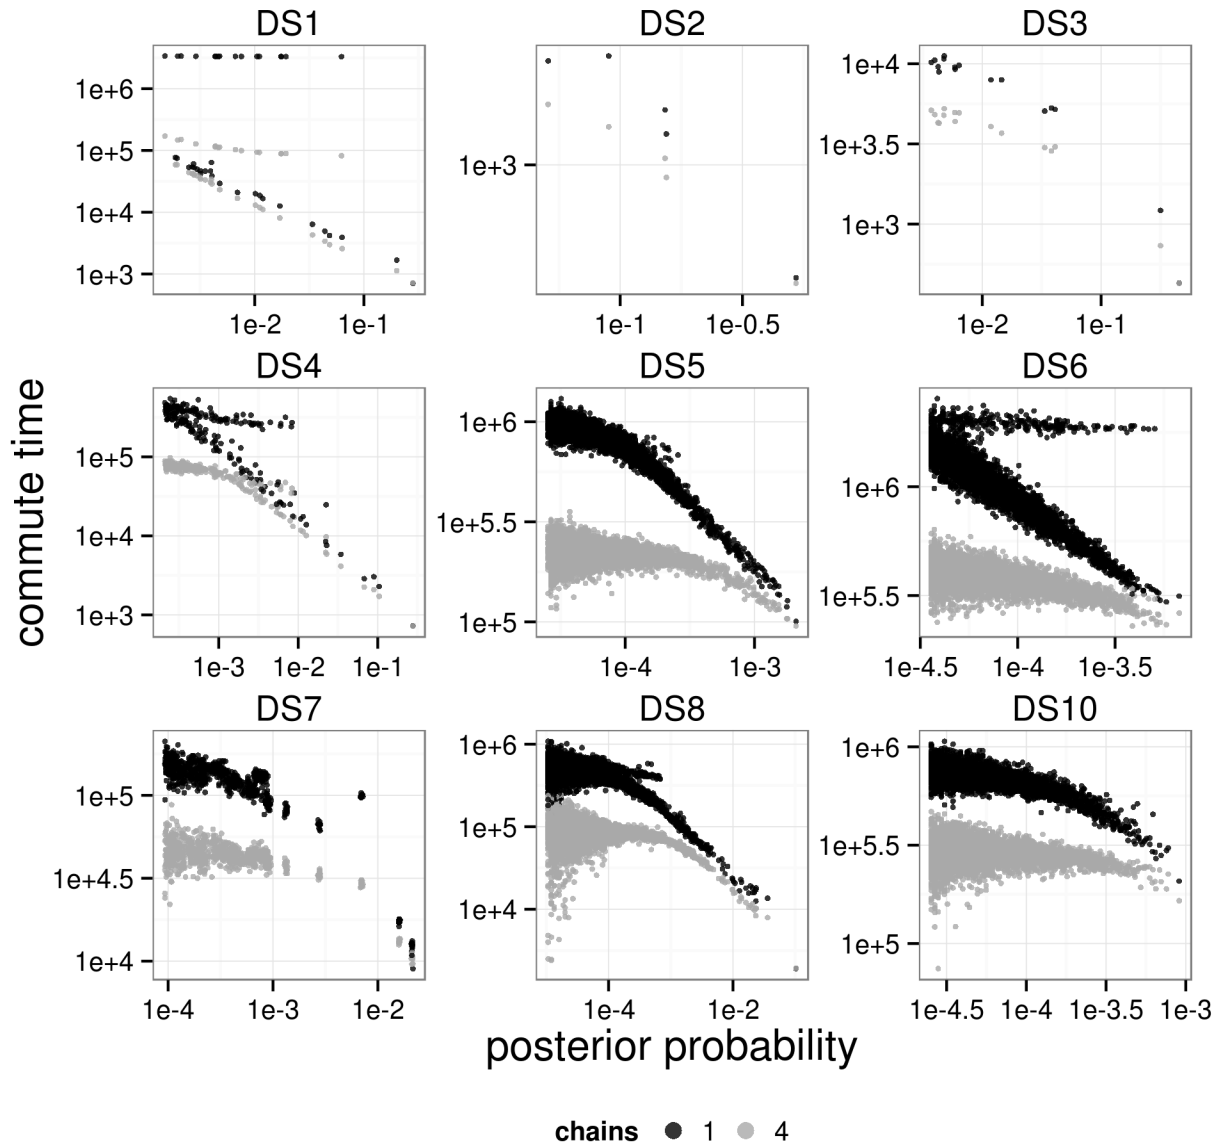 DS1 DS2 DS3
1e+6
1e+5
1e+4
1e+3
1e-2 1e-1
1e+3
1e-1 1e-0.5
1e+4
1e+3.5
1e+3
1e-2 1e-1
commute time
DS4 DS5 DS6
1e+5
1e+4
1e+3
1e-3 1e-2 1e-1
1e+6
1e+5.5
1e+5
1e-4 1e-3
1e+6
1e+5.5
1e-4.5 1e-4 1e-3.5
DS7 DS8 DS10
1e+5
1e+4.5
1e+4
1e-4 1e-3 1e-2
1e+6
1e+5
1e+4
1e-4 1e-2
1e+6
1e+5.5
1e+5
1e-4.5 1e-4 1e-3.5 1e-3
posterior probability
chains 1 4